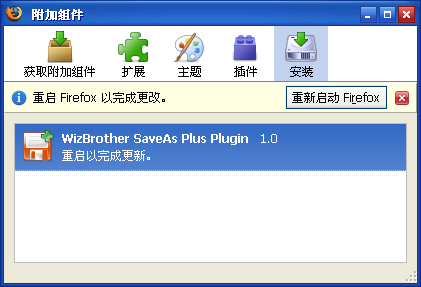 附加组件
获取附加组件 扩展 主题 插件 安装
重启 Firefox 以完成更改。 重新启动 Firefox
WizBrother SaveAs Plus Plugin 1.0
重启以完成更新。